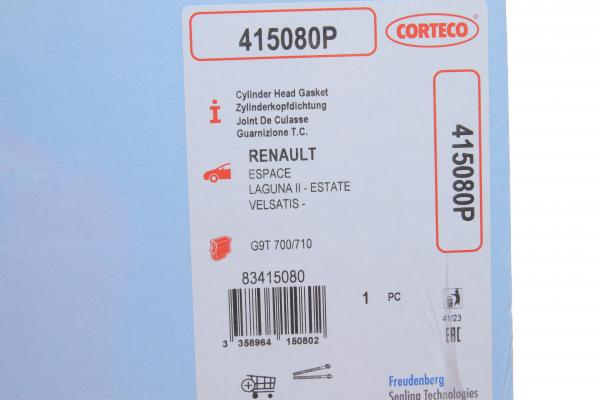 415080P
CORTECO
®
Cylinder Head Gasket
Zylinderkopfdichtung
Joint De Culasse
Guarnizione T.C.
RENAULT
ESPACE
LAGUNA II - ESTATE
VELSATIS -
G9T 700/710
415080P
83415080
3 358964 150802
1 PC
41/23
EAC
Freudenberg
Sealing Technologies